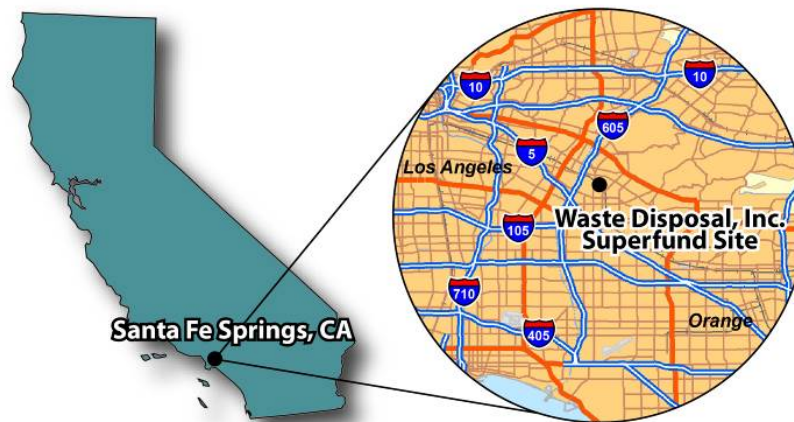 10
10
605
5
Los Angeles
Waste Disposal, Inc.
Superfund Site
105
710
Orange
Santa Fe Springs, CA
405